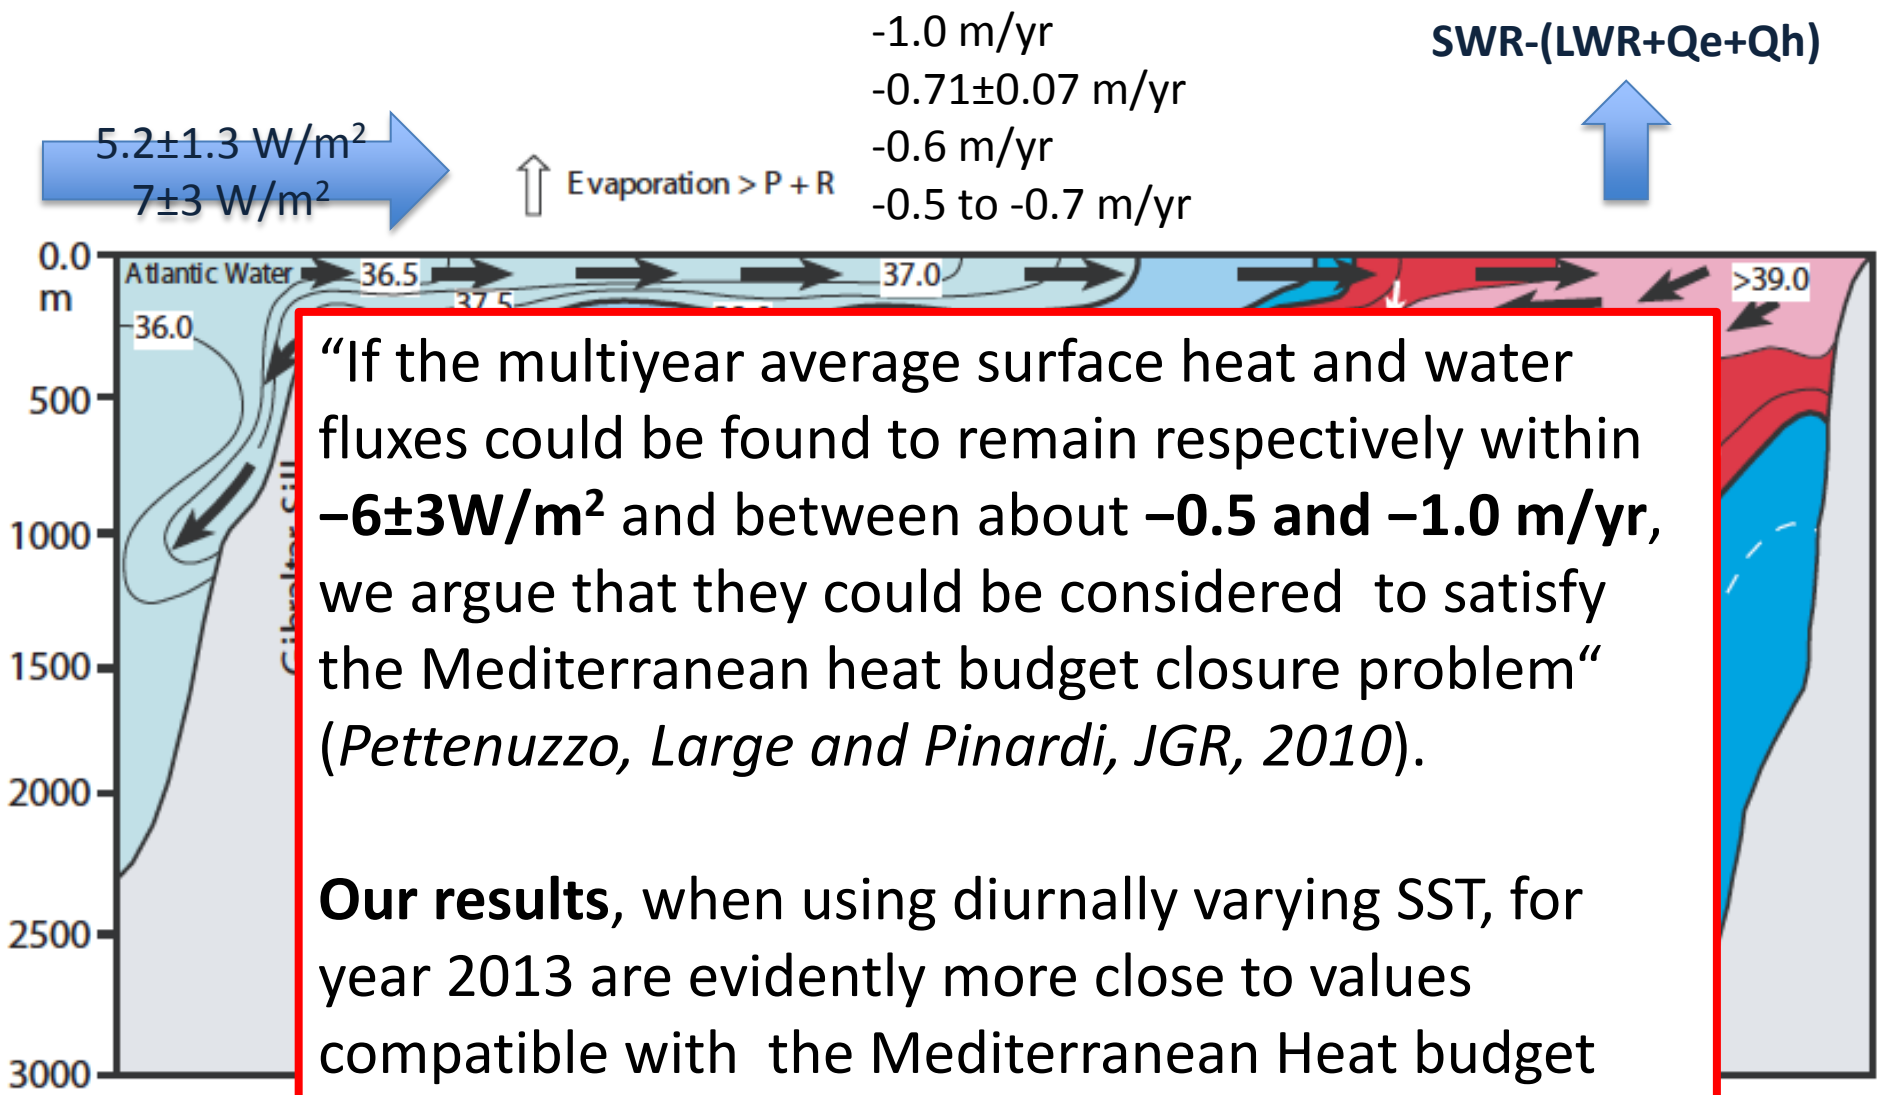 -1.0 m/yr
-0.71±0.07 m/yr
-0.6 m/yr
-0.5 to -0.7 m/yr
SWR-(LWR+Qe+Qh)
5.2±1.3 W/m²
7±3 W/m²
Evaporation > P + R
0.0
m
500
1000
1500
2000
2500
3000
Atlantic Water
36.5
37.0
>39.0
37.5
36.0
“If the multiyear average surface heat and water
fluxes could be found to remain respectively within
−6±3W/m² and between about −0.5 and −1.0 m/yr,
we argue that they could be considered  to satisfy
the Mediterranean heat budget closure problem“
(Pettenuzzo, Large and Pinardi, JGR, 2010).
Our results, when using diurnally varying SST, for
year 2013 are evidently more close to values
compatible with  the Mediterranean Heat budget